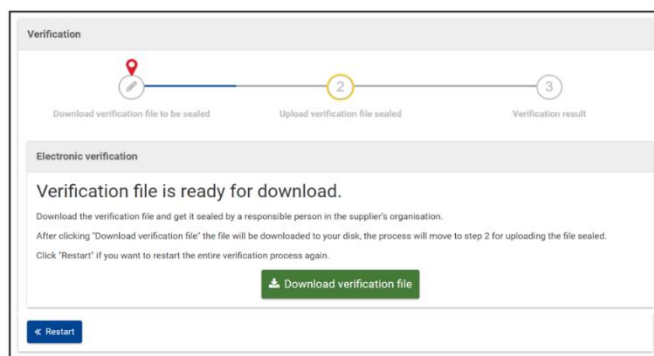 Verification
2
3
Download verification file to be sealed
Upload verification file sealed
Verification result
Electronic verification
Verification file is ready for download.
Download the verification file and get it sealed by a responsible person in the supplier's organisation.
After clicking "Download verification file" the file will be downloaded to your disk, the process will move to step 2 for uploading the file sealed.
Click "Restart" if you want to restart the entire verification process again.
Download verification file
« Restart